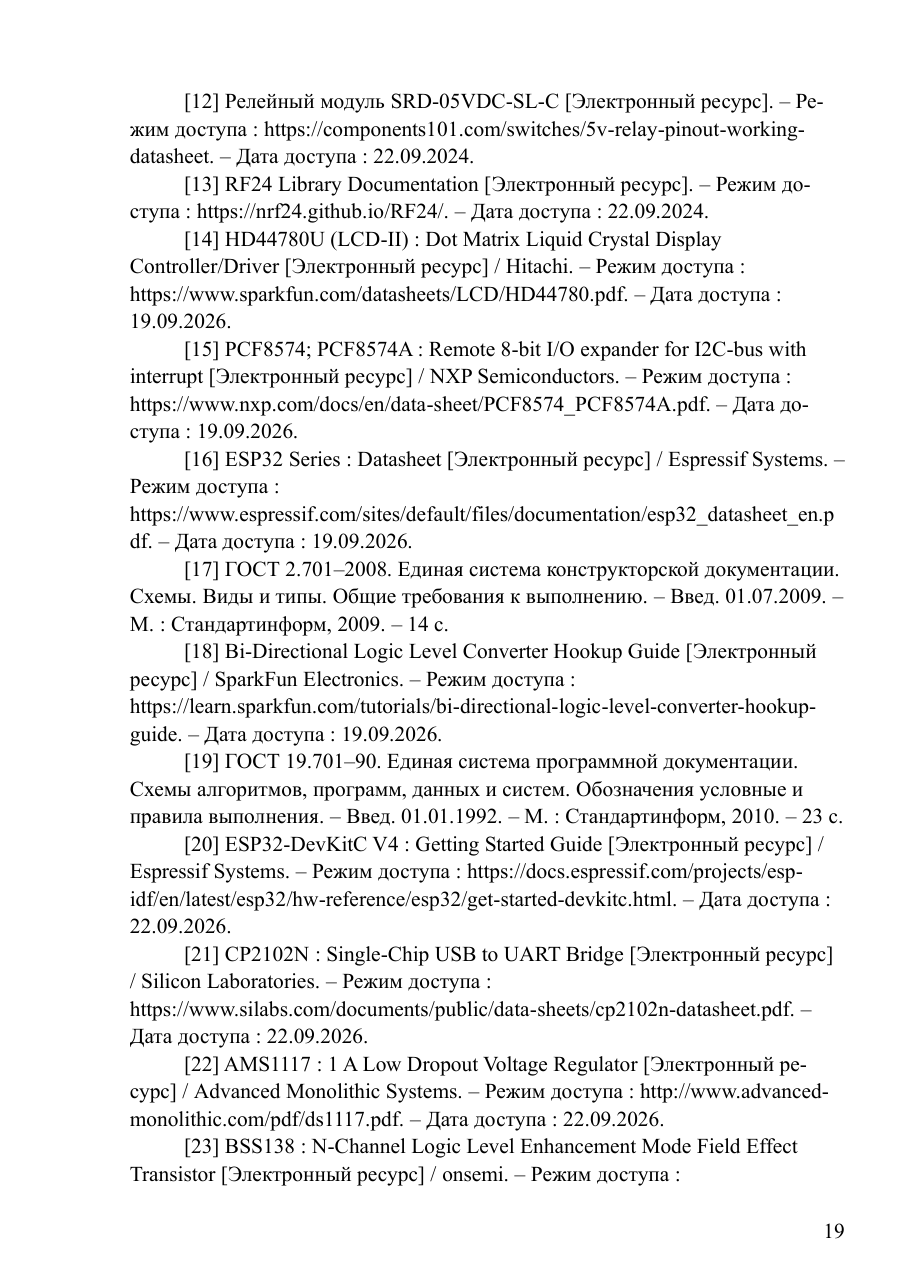 [12] Релейный модуль SRD-05VDC-SL-C [Электронный ресурс]. – Ре-
жим доступа : https://components101.com/switches/5v-relay-pinout-working-
datasheet. – Дата доступа : 22.09.2024.
[13] RF24 Library Documentation [Электронный ресурс]. – Режим до-
ступа : https://nrf24.github.io/RF24/. – Дата доступа : 22.09.2024.
[14] HD44780U (LCD-II) : Dot Matrix Liquid Crystal Display
Controller/Driver [Электронный ресурс] / Hitachi. – Режим доступа :
https://www.sparkfun.com/datasheets/LCD/HD44780.pdf. – Дата доступа :
19.09.2026.
[15] PCF8574; PCF8574A : Remote 8-bit I/O expander for I2C-bus with
interrupt [Электронный ресурс] / NXP Semiconductors. – Режим доступа :
https://www.nxp.com/docs/en/data-sheet/PCF8574_PCF8574A.pdf. – Дата до-
ступа : 19.09.2026.
[16] ESP32 Series : Datasheet [Электронный ресурс] / Espressif Systems. –
Режим доступа :
https://www.espressif.com/sites/default/files/documentation/esp32_datasheet_en.p
df. – Дата доступа : 19.09.2026.
[17] ГОСТ 2.701–2008. Единая система конструкторской документации.
Схемы. Виды и типы. Общие требования к выполнению. – Введ. 01.07.2009. –
М. : Стандартинформ, 2009. – 14 с.
[18] Bi-Directional Logic Level Converter Hookup Guide [Электронный
ресурс] / SparkFun Electronics. – Режим доступа :
https://learn.sparkfun.com/tutorials/bi-directional-logic-level-converter-hookup-
guide. – Дата доступа : 19.09.2026.
[19] ГОСТ 19.701–90. Единая система программной документации.
Схемы алгоритмов, программ, данных и систем. Обозначения условные и
правила выполнения. – Введ. 01.01.1992. – М. : Стандартинформ, 2010. – 23 с.
[20] ESP32-DevKitC V4 : Getting Started Guide [Электронный ресурс] /
Espressif Systems. – Режим доступа : https://docs.espressif.com/projects/esp-
idf/en/latest/esp32/hw-reference/esp32/get-started-devkitc.html. – Дата доступа :
22.09.2026.
[21] CP2102N : Single-Chip USB to UART Bridge [Электронный ресурс]
/ Silicon Laboratories. – Режим доступа :
https://www.silabs.com/documents/public/data-sheets/cp2102n-datasheet.pdf. –
Дата доступа : 22.09.2026.
[22] AMS1117 : 1 A Low Dropout Voltage Regulator [Электронный ре-
сурс] / Advanced Monolithic Systems. – Режим доступа : http://www.advanced-
monolithic.com/pdf/ds1117.pdf. – Дата доступа : 22.09.2026.
[23] BSS138 : N-Channel Logic Level Enhancement Mode Field Effect
Transistor [Электронный ресурс] / onsemi. – Режим доступа :
19